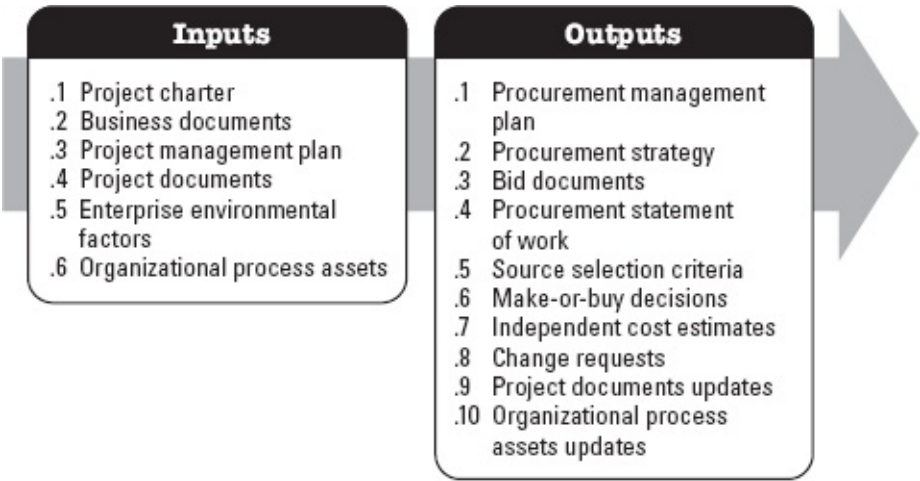 Inputs
.1 Project charter
.2 Business documents
.3 Project management plan
.4 Project documents
.5 Enterprise environmental
factors
.6 Organizational process assets
Outputs
.1 Procurement management
plan
.2 Procurement strategy
.3 Bid documents
.4 Procurement statement
of work
.5 Source selection criteria
.6 Make-or-buy decisions
.7 Independent cost estimates
.8 Change requests
.9 Project documents updates
.10 Organizational process
assets updates